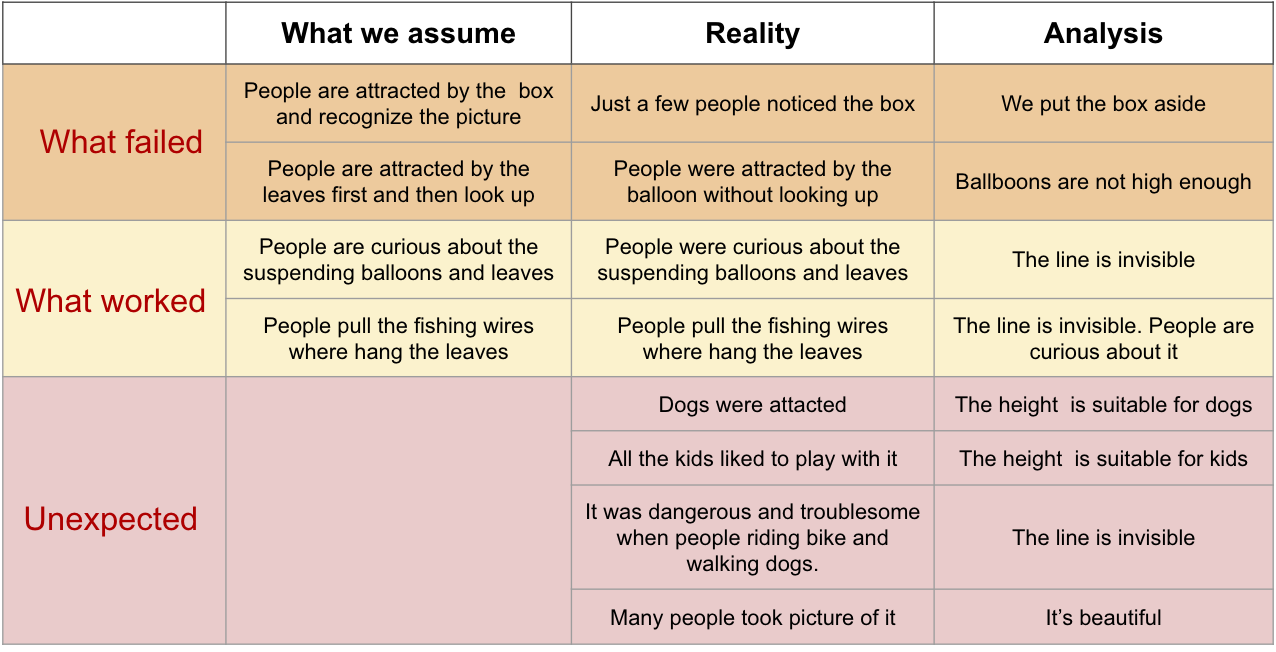 What we assume
Reality
Analysis
What failed
People are attracted by the box
and recognize the picture
Just a few people noticed the box
We put the box aside
People are attracted by the
leaves first and then look up
People were attracted by the
balloon without looking up
Ballboons are not high enough
What worked
People are curious about the
suspending balloons and leaves
People were curious about the
suspending balloons and leaves
The line is invisible
People pull the fishing wires
where hang the leaves
People pull the fishing wires
where hang the leaves
The line is invisible. People are
curious about it
Unexpected
Dogs were attacted
The height is suitable for dogs
All the kids liked to play with it
The height is suitable for kids
It was dangerous and troublesome
when people riding bike and
walking dogs.
The line is invisible
Many people took picture of it
It's beautiful